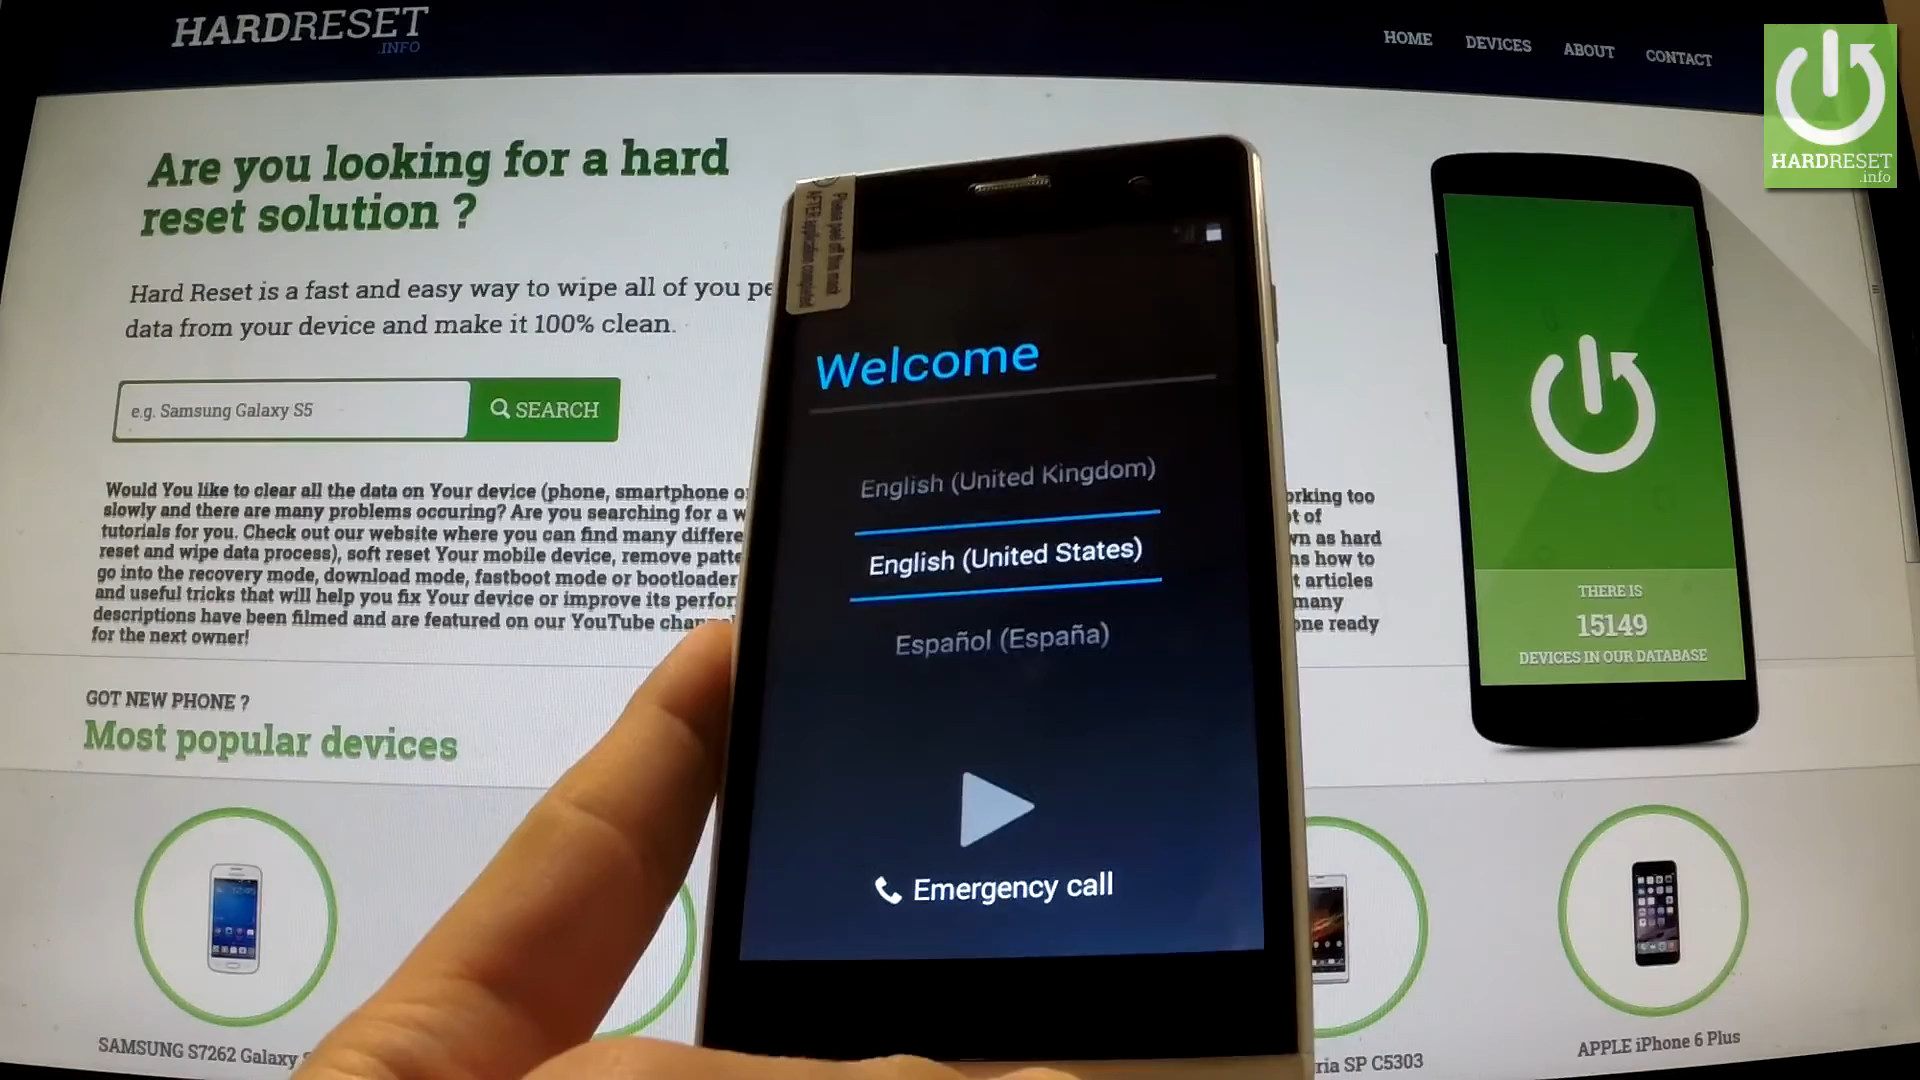 HARDRESET
.INFO
HOME DEVICES ABOUT CONTACT
HARDRESET
.info
Are you looking for a hard
reset solution ?
Hard Reset is a fast and easy way to wipe all of you pe
data from your device and make it 100% clean.
e.g. Samsung Galaxy S5
SEARCH
Would You like to clear all the data on Your device (phone, smartphone o
slowly and there are many problems occuring? Are you searching for a w
tutorials for you. Check out our website where you can find many differe
reset and wipe data process), soft reset Your mobile device, remove patte
go into the recovery mode, download mode, fastboot mode or bootloader
and useful tricks that will help you fix Your device or improve its perfor
descriptions have been filmed and are featured on our YouTube chan
for the next owner!
orking too
ot of
wn as hard
ns how to
t articles
many
one ready
Please peel off this mask
AFTER application completed
Welcome
English (United Kingdom)
English (United States)
Español (España)
Emergency call
THERE IS
15149
DEVICES IN OUR DATABASE
GOT NEW PHONE ?
Most popular devices
SAMSUNG S7262 Galaxy
ria SP C5303
APPLE iPhone 6 Plus